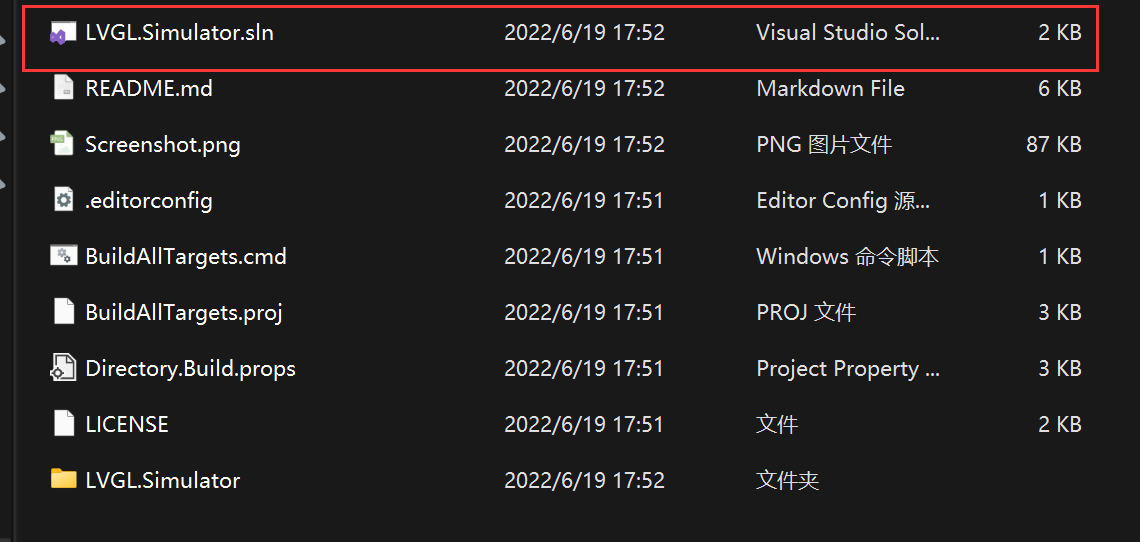 LVGL.Simulator.sln 2022/6/19 17:52 Visual Studio Sol... 2 KB
README.md 2022/6/19 17:52 Markdown File 6 KB
Screenshot.png 2022/6/19 17:52 PNG 图片文件 87 KB
.editorconfig 2022/6/19 17:51 Editor Config 源... 1 KB
BuildAllTargets.cmd 2022/6/19 17:51 Windows 命令脚本 1 KB
BuildAllTargets.proj 2022/6/19 17:51 PROJ 文件 3 KB
Directory.Build.props 2022/6/19 17:51 Project Property ... 3 KB
LICENSE 2022/6/19 17:51 文件 2 KB
LVGL.Simulator 2022/6/19 17:52 文件夹